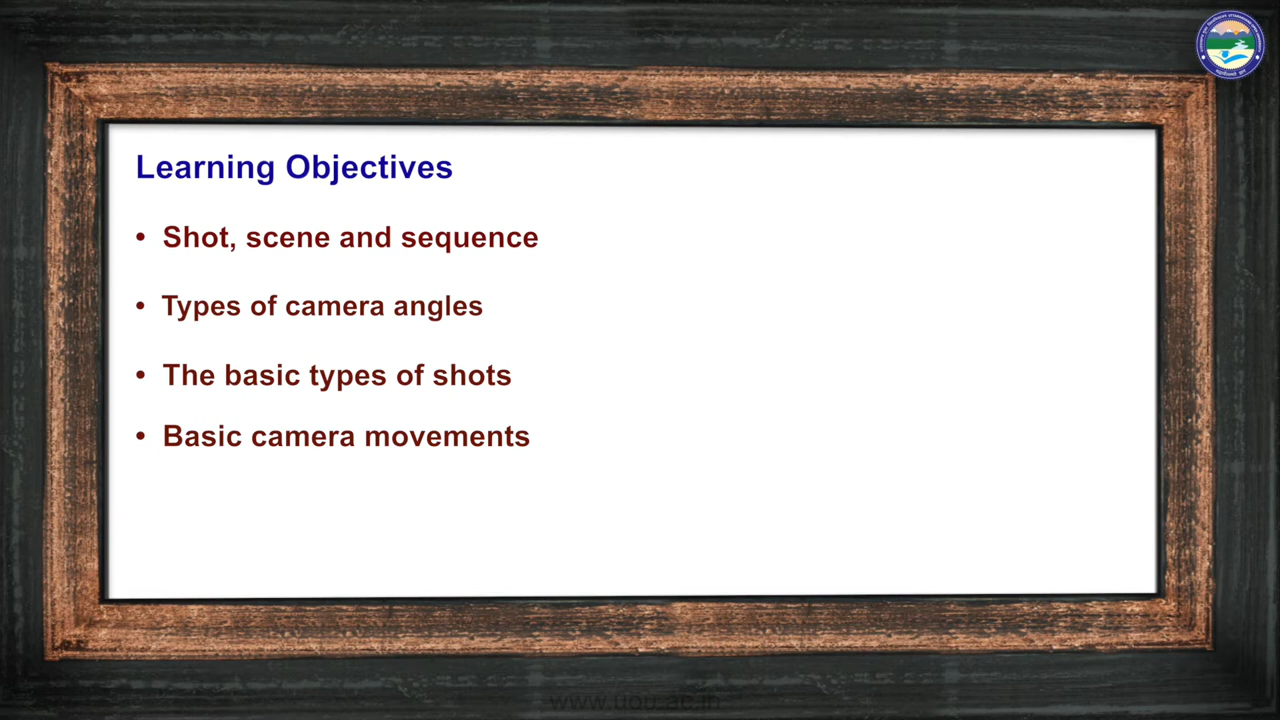 Learning Objectives
• Shot, scene and sequence
• Types of camera angles
• The basic types of shots
• Basic camera movements
www.uou.ac.in